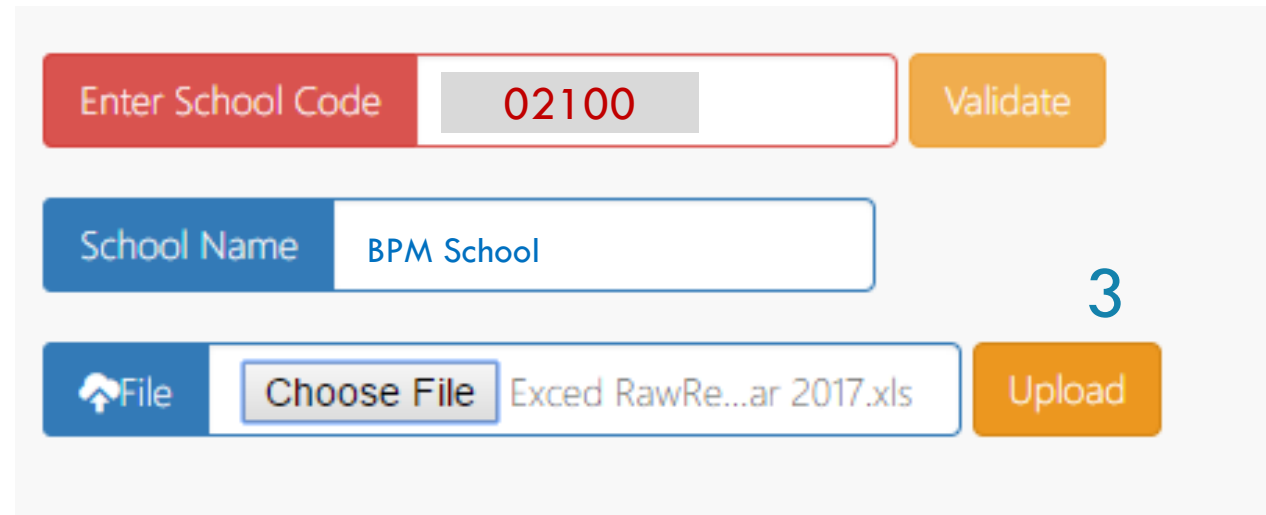 Enter School Code 02100 Validate
School Name BPM School
3
File Choose File Exced RawRe...ar 2017.xls Upload